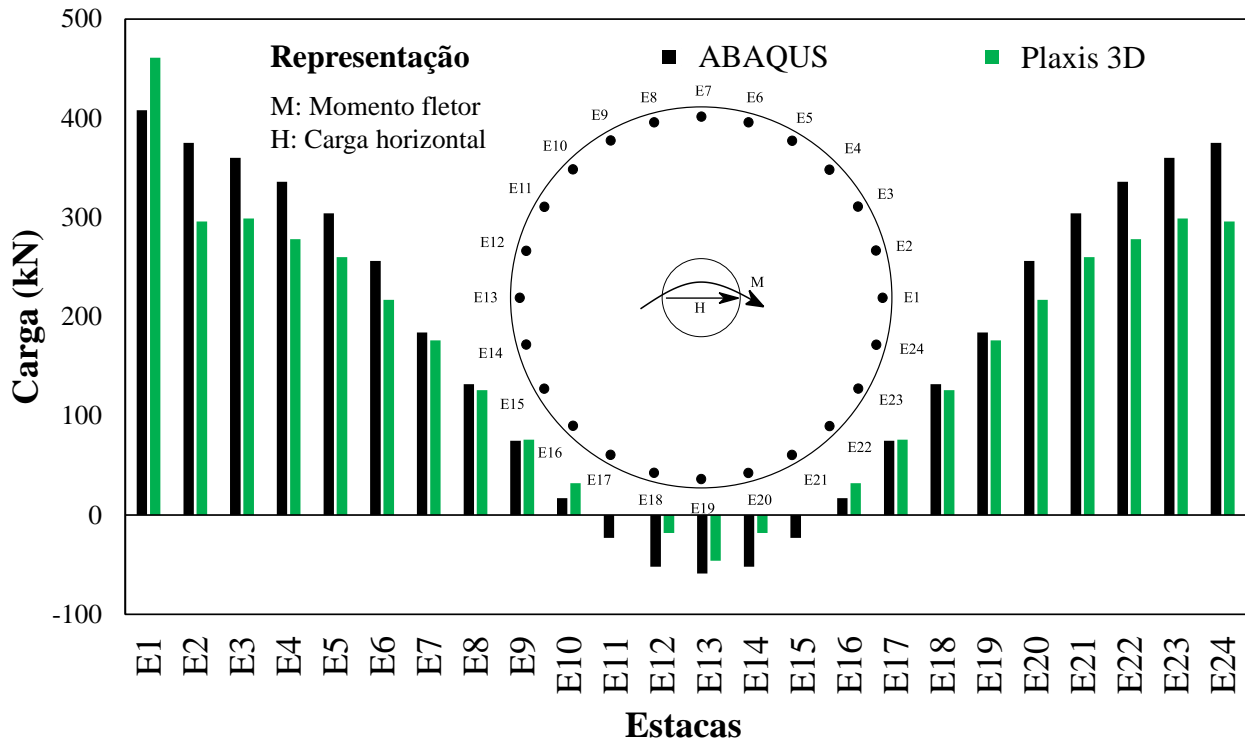 500
400
300
200
100
0
-100
Carga (kN)
Representação
M: Momento fletor
H: Carga horizontal
ABAQUS
Plaxis 3D
E7
E8
E6
E9
E5
E10
E4
E11
E3
E12
E2
E13
E1
M
H
E14
E24
E15
E23
E16
E22
E17
E21
E18
E20
E19
E1
E2
E3
E4
E5
E6
E7
E8
E9
E10
E11
E12
E13
E14
E15
E16
E17
E18
E19
E20
E21
E22
E23
E24
Estacas